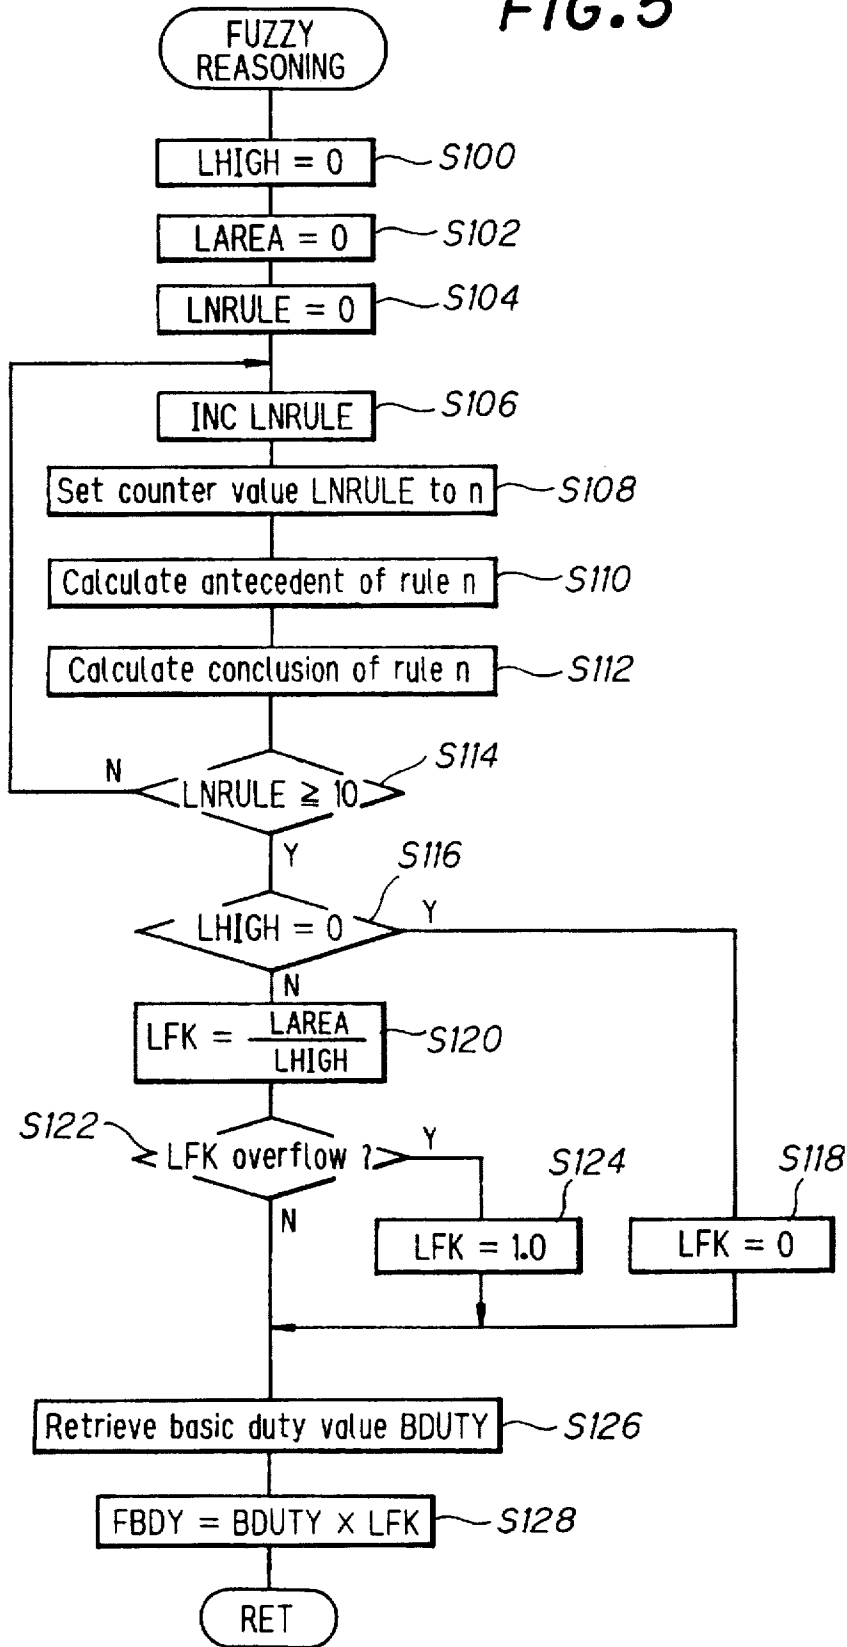 FIG.5
FUZZY
REASONING
LHIGH = 0
S100
LAREA = 0
S102
LNRULE = 0
S104
INC LNRULE
S106
Set counter value LNRULE to n
S108
Calculate antecedent of rule n
S110
Calculate conclusion of rule n
S112
N
LNRULE ≧ 10
S114
Y
S116
LHIGH = 0
Y
N
LFK = LAREA
LHIGH
S120
S122
LFK overflow ?
Y
N
S124
LFK = 1.0
S118
LFK = 0
Retrieve basic duty value BDUTY
S126
FBDY = BDUTY × LFK
S128
RET